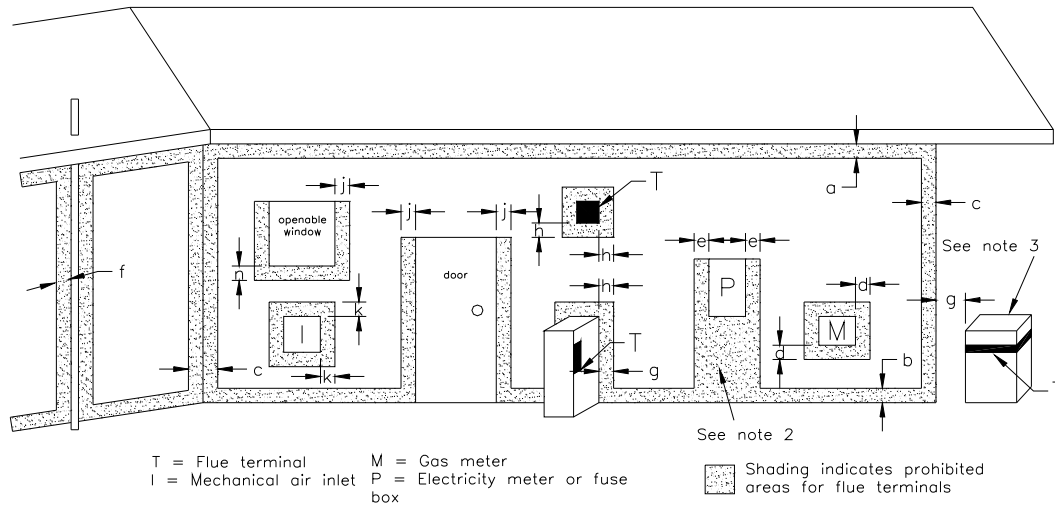 a
c
j
T
openable
window
j
j
h
h
e
e
See note 3
f
n
door
P
h
d
g
k
I
M
T
d
k
c
g
b
See note 2
T = Flue terminal
I = Mechanical air inlet
M = Gas meter
P = Electricity meter or fuse
box
Shading indicates prohibited
areas for flue terminals